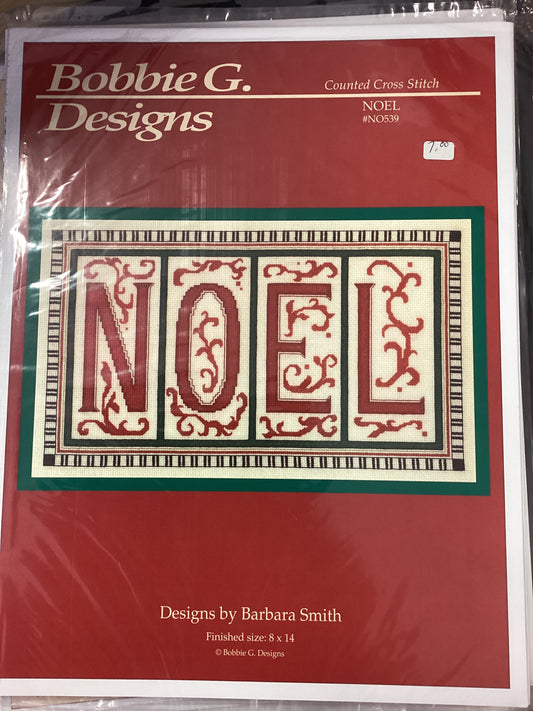 Bobbie G.
Designs
Counted Cross Stitch
NOEL
#NO539
7.00
NOEL
Designs by Barbara Smith
Finished size: 8 x 14
© Bobbie G. Designs